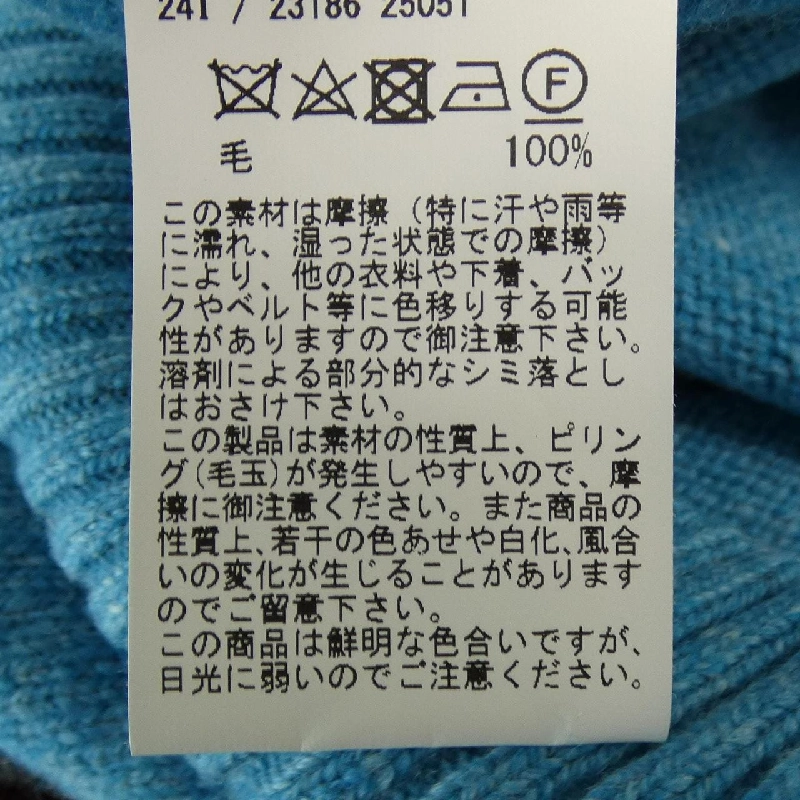 241 / 23186 25051
F
毛 100%
この素材は摩擦（特に汗や雨等
に濡れ、湿った状態での摩擦）
により、他の衣料や下着、バッ
クやベルト等に色移りする可能
性がありますので御注意下さい。
溶剤による部分的なシミ落とし
はおさけ下さい。
この製品は素材の性質上、ピリン
グ(毛玉)が発生しやすいので、摩
擦に御注意ください。また商品の
性質上、若干の色あせや白化、風合
いの変化が生じることがあります
のでご留意下さい。
この商品は鮮明な色合いですが、
日光に弱いのでご注意ください。